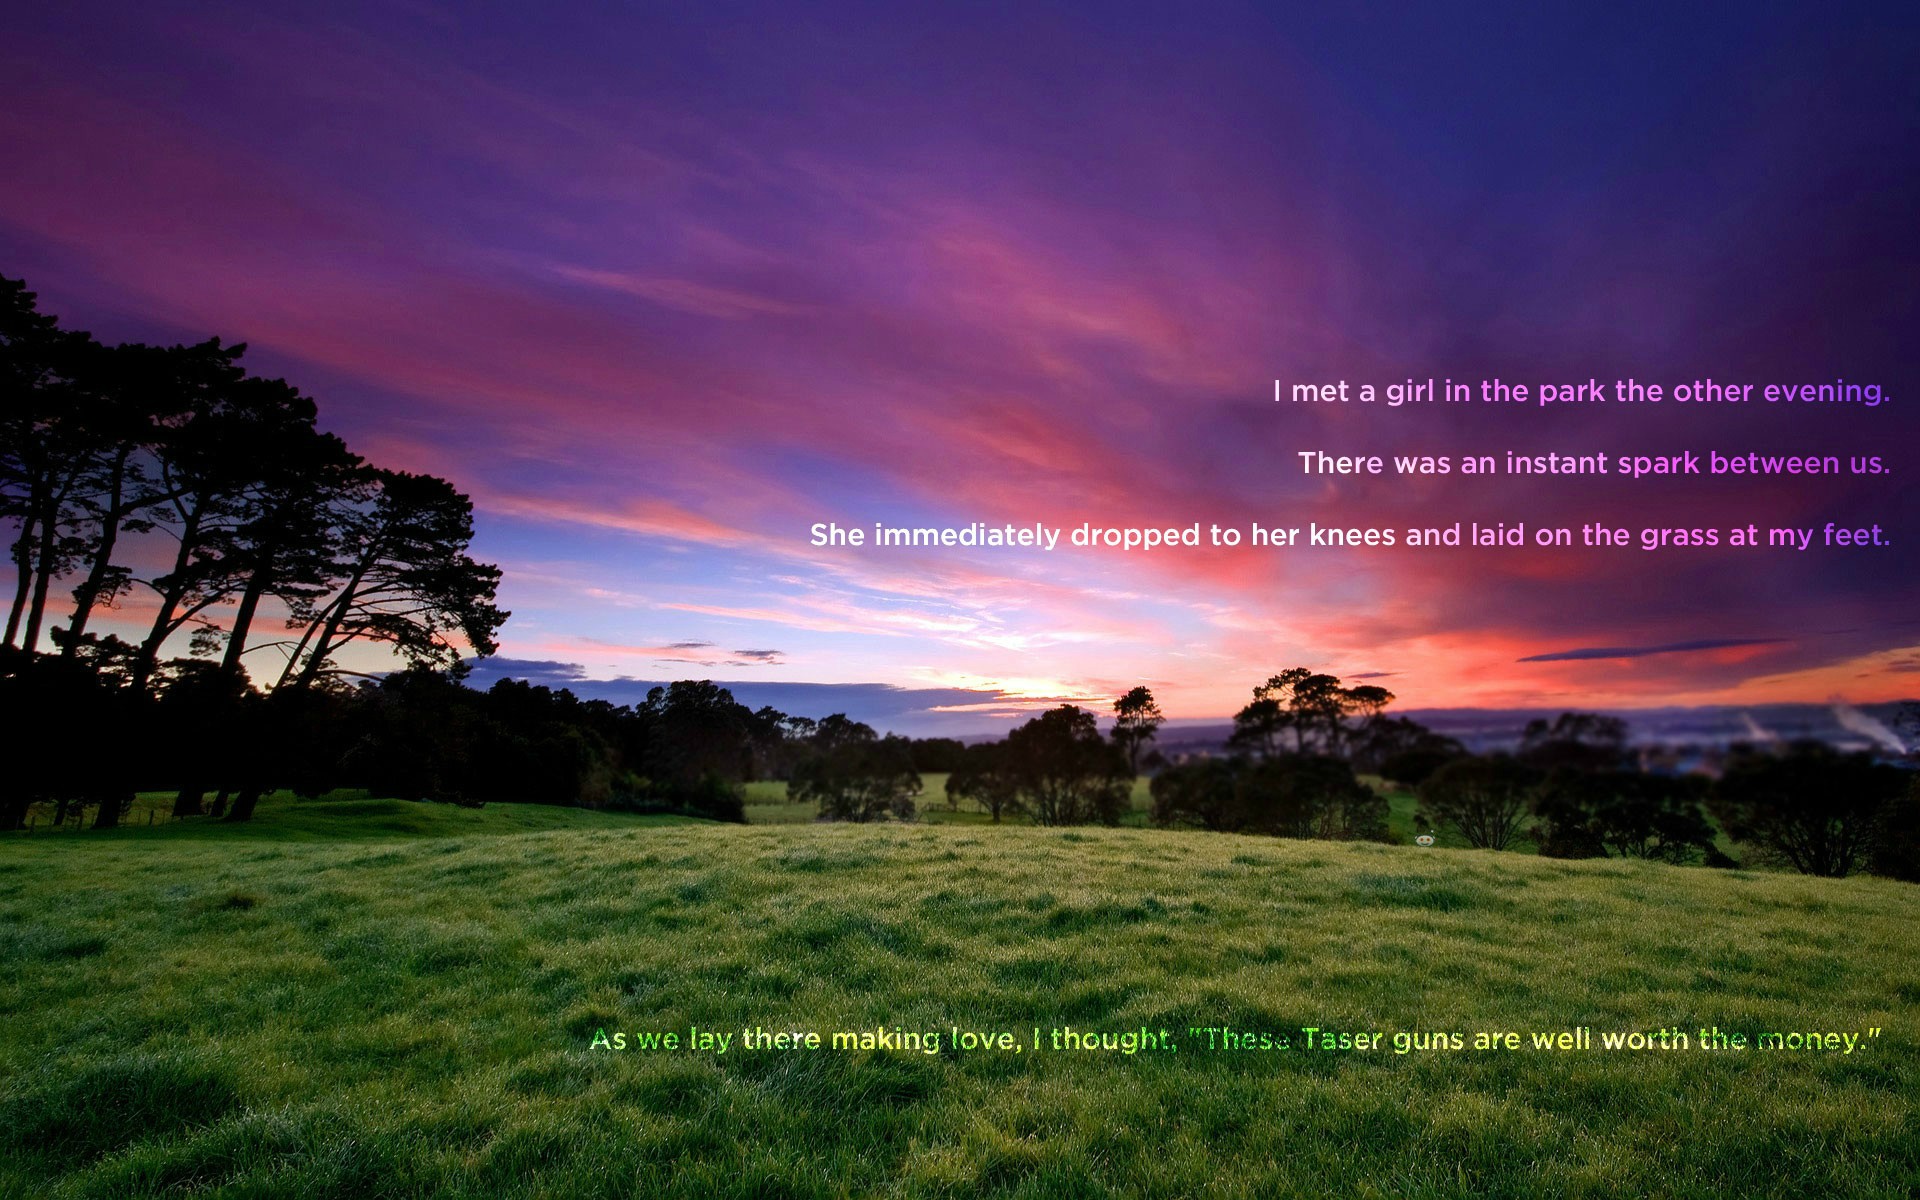 I met a girl in the park the other evening.
There was an instant spark between us.
She immediately dropped to her knees and laid on the grass at my feet.
As we lay there making love, I thought, "These Taser guns are well worth the money."